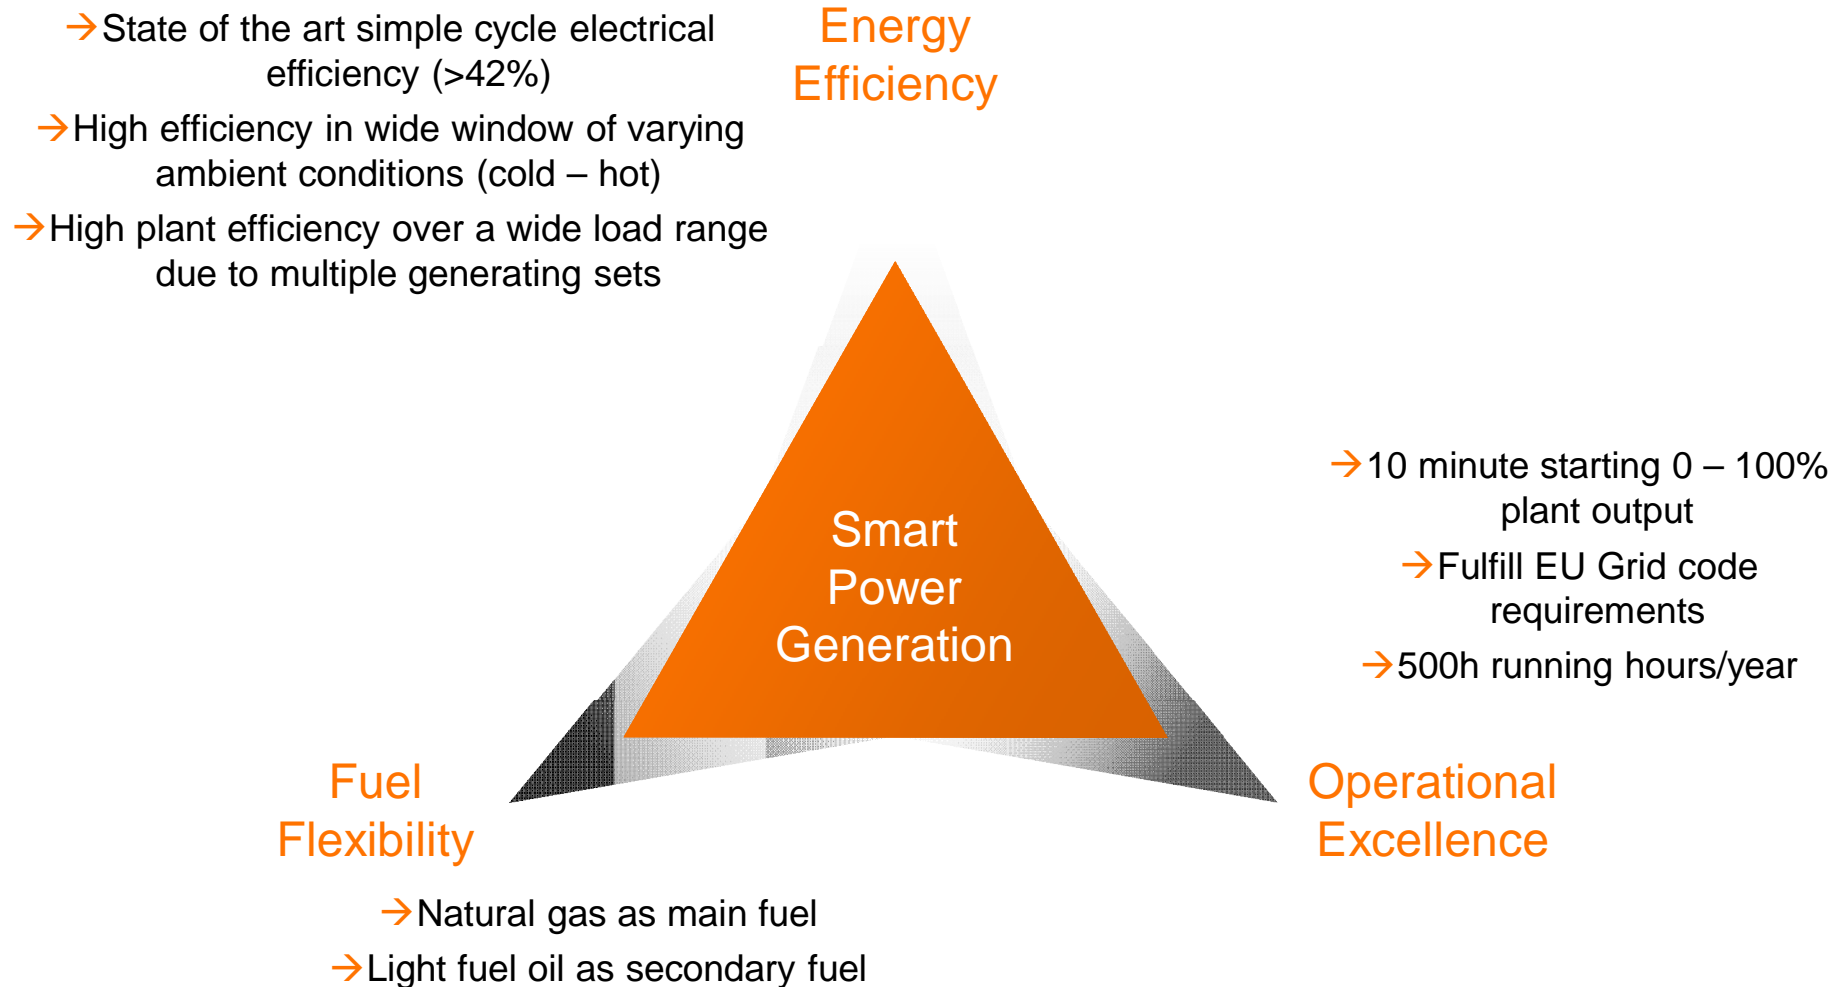 Energy
Efficiency
→State of the art simple cycle electrical
efficiency (>42%)
→High efficiency in wide window of varying
ambient conditions (cold – hot)
→High plant efficiency over a wide load range
due to multiple generating sets
Smart
Power
Generation
→10 minute starting 0 – 100%
plant output
→Fulfill EU Grid code
requirements
→500h running hours/year
Operational
Excellence
Fuel
Flexibility
→Natural gas as main fuel
→Light fuel oil as secondary fuel